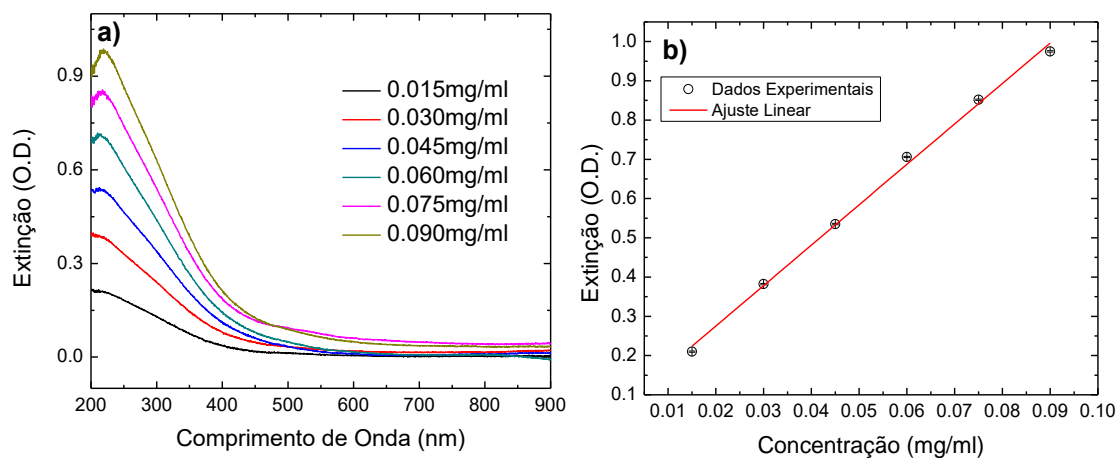 a)
0.9
0.6
0.3
0.0
Extinção (O.D.)
0.015mg/ml
0.030mg/ml
0.045mg/ml
0.060mg/ml
0.075mg/ml
0.090mg/ml
200 300 400 500 600 700 800 900
Comprimento de Onda (nm)
b)
1.0
0.9
0.8
0.7
0.6
0.5
0.4
0.3
0.2
0.1
Extinção (O.D.)
Dados Experimentais
Ajuste Linear
0.01 0.02 0.03 0.04 0.05 0.06 0.07 0.08 0.09 0.10
Concentração (mg/ml)